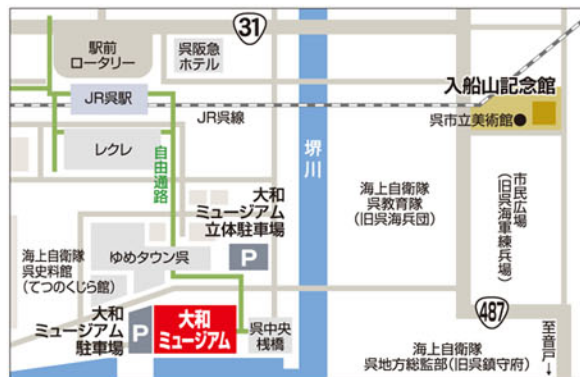 31
駅前
ロータリー
呉阪急
ホテル
JR呉駅
JR呉線
入船山記念館
呉市立美術館
レクレ
自由通路
堺川
大和
ミュージアム
立体駐車場
P
海上自衛隊
呉教育隊
(旧呉海兵団)
市民広場
(旧呉海軍練兵場)
海上自衛隊
呉史料館
(てつのくじら館)
ゆめタウン呉
大和
ミュージアム
駐車場
P
大和
ミュージアム
呉中央
桟橋
487
海上自衛隊
呉地方総監部(旧呉鎮守府)
至音戸